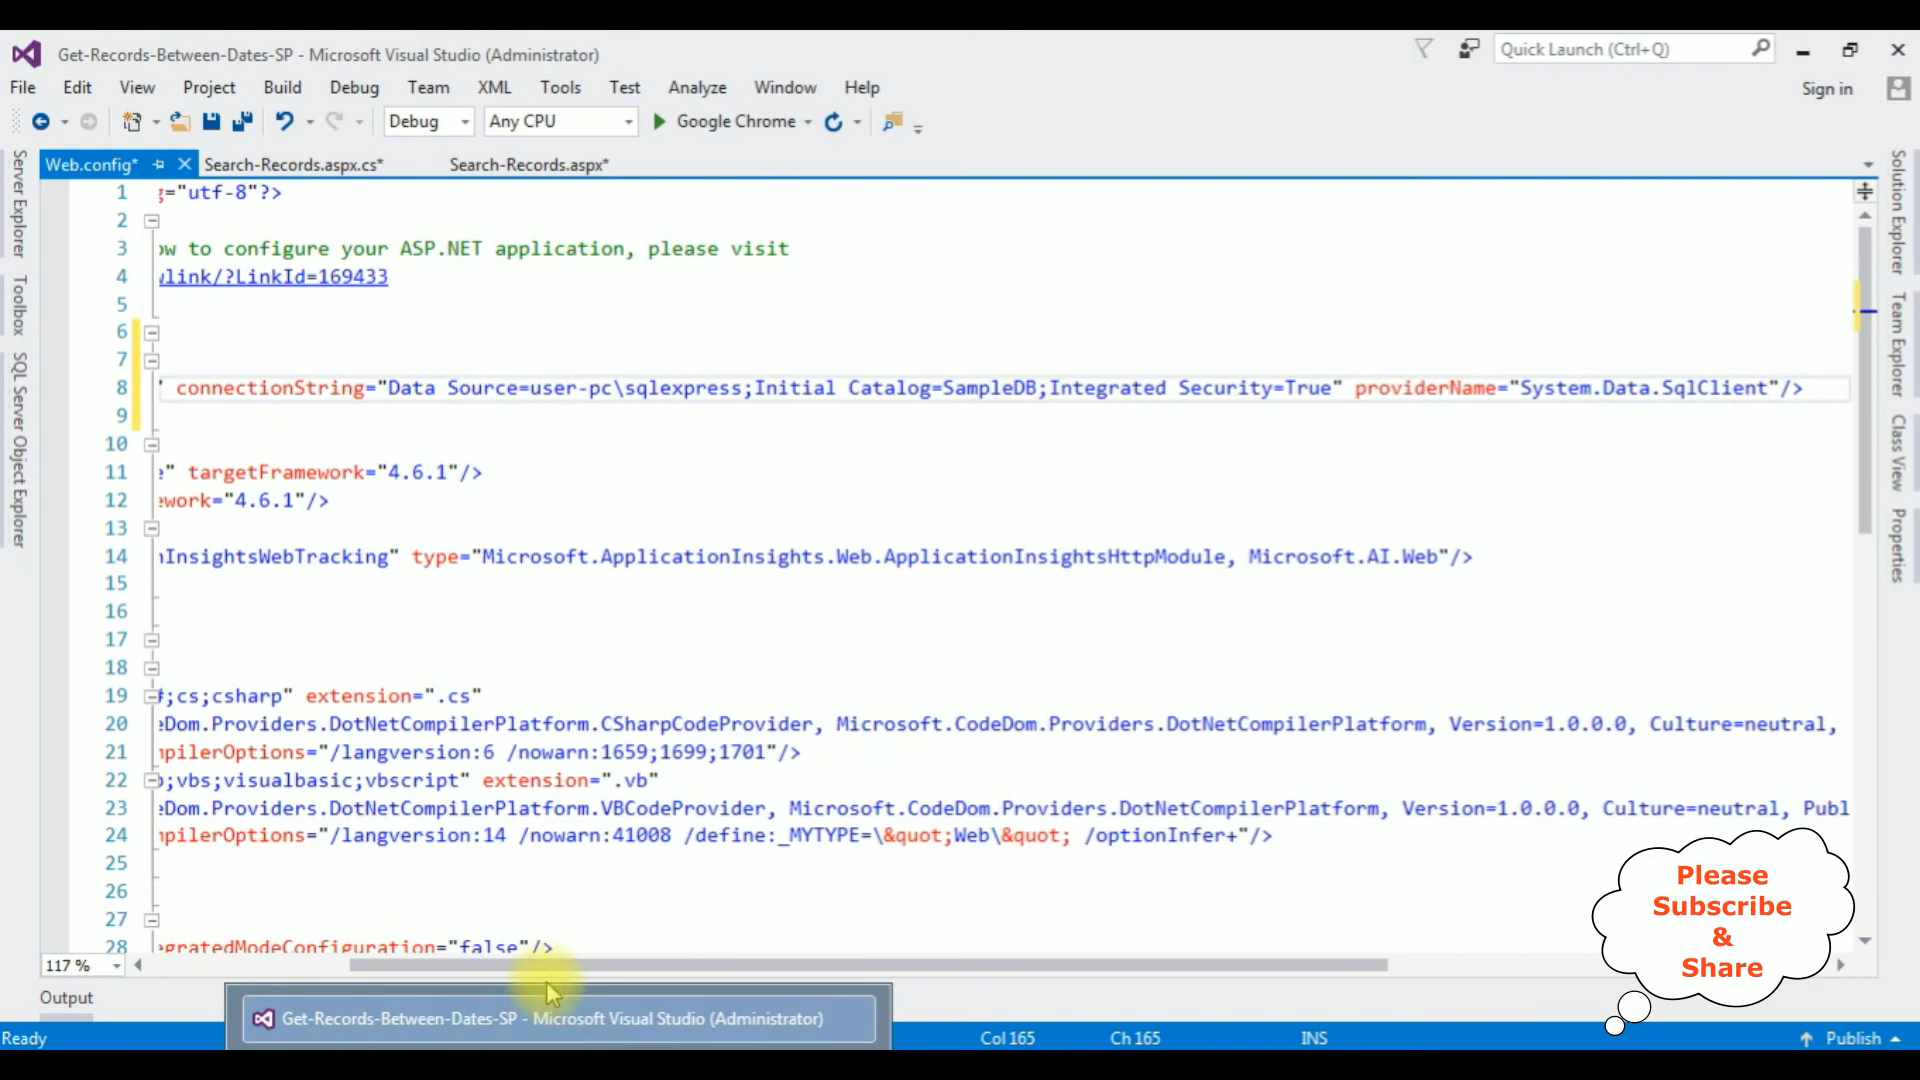 Get-Records-Between-Dates-SP - Microsoft Visual Studio (Administrator)
Quick Launch (Ctrl+Q)
File Edit View Project Build Debug Team XML Tools Test Analyze Window Help
Sign in
Debug Any CPU Google Chrome
Web.config* Search-Records.aspx.cs* Search-Records.aspx*
Server Explorer
Toolbox
SQL Server Object Explorer
1 g="utf-8"?>
2
3 ow to configure your ASP.NET application, please visit
4 wlink/?LinkId=169433
5
6
7
8 " connectionString="Data Source=user-pc\sqlexpress;Initial Catalog=SampleDB;Integrated Security=True" providerName="System.Data.SqlClient"/>
9
10
11 e" targetFramework="4.6.1"/>
12 ework="4.6.1"/>
13
14 nInsightsWebTracking" type="Microsoft.ApplicationInsights.Web.ApplicationInsightsHttpModule, Microsoft.AI.Web"/>
15
16
17
18
19 #;cs;csharp" extension=".cs"
20 eDom.Providers.DotNetCompilerPlatform.CSharpCodeProvider, Microsoft.CodeDom.Providers.DotNetCompilerPlatform, Version=1.0.0.0, Culture=neutral,
21 mpilerOptions="/langversion:6 /nowarn:1659;1699;1701"/>
22 b;vbs;visualbasic;vbscript" extension=".vb"
23 eDom.Providers.DotNetCompilerPlatform.VBCodeProvider, Microsoft.CodeDom.Providers.DotNetCompilerPlatform, Version=1.0.0.0, Culture=neutral, Publ
24 mpilerOptions="/langversion:14 /nowarn:41008 /define:_MYTYPE=\&quot;Web\&quot; /optionInfer+"/>
25
26
27
28 egratedModeConfiguration="false"/>
Solution Explorer
Team Explorer
Class View
Properties
Please
Subscribe
&
Share
117 %
Output
Get-Records-Between-Dates-SP - Microsoft Visual Studio (Administrator)
Ready Col 165 Ch 165 INS Publish